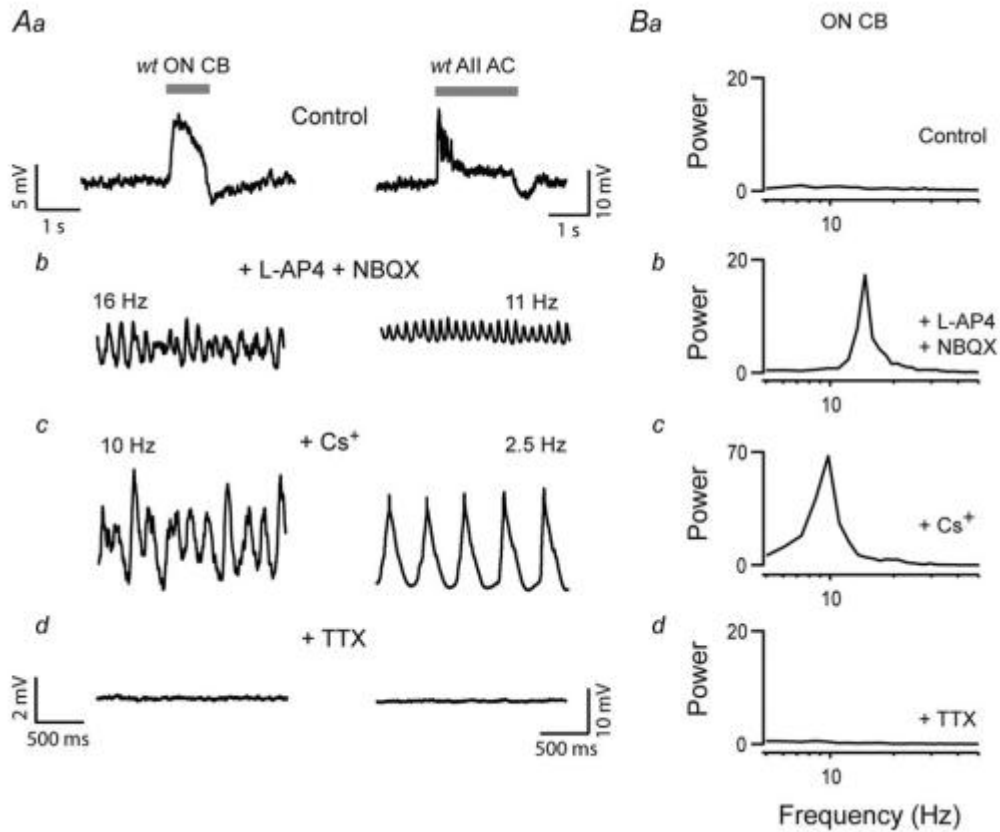 Aa
wt ON CB
wt AII AC
Control
5 mV
1 s
10 mV
1 s
b
+ L-AP4 + NBQX
16 Hz
11 Hz
c
+ Cs⁺
10 Hz
2.5 Hz
d
+ TTX
2 mV
500 ms
10 mV
500 ms
Ba
ON CB
20
Power
Control
0
10
b
20
Power
+ L-AP4
+ NBQX
0
10
c
70
Power
+ Cs⁺
0
10
d
20
Power
+ TTX
0
10
Frequency (Hz)